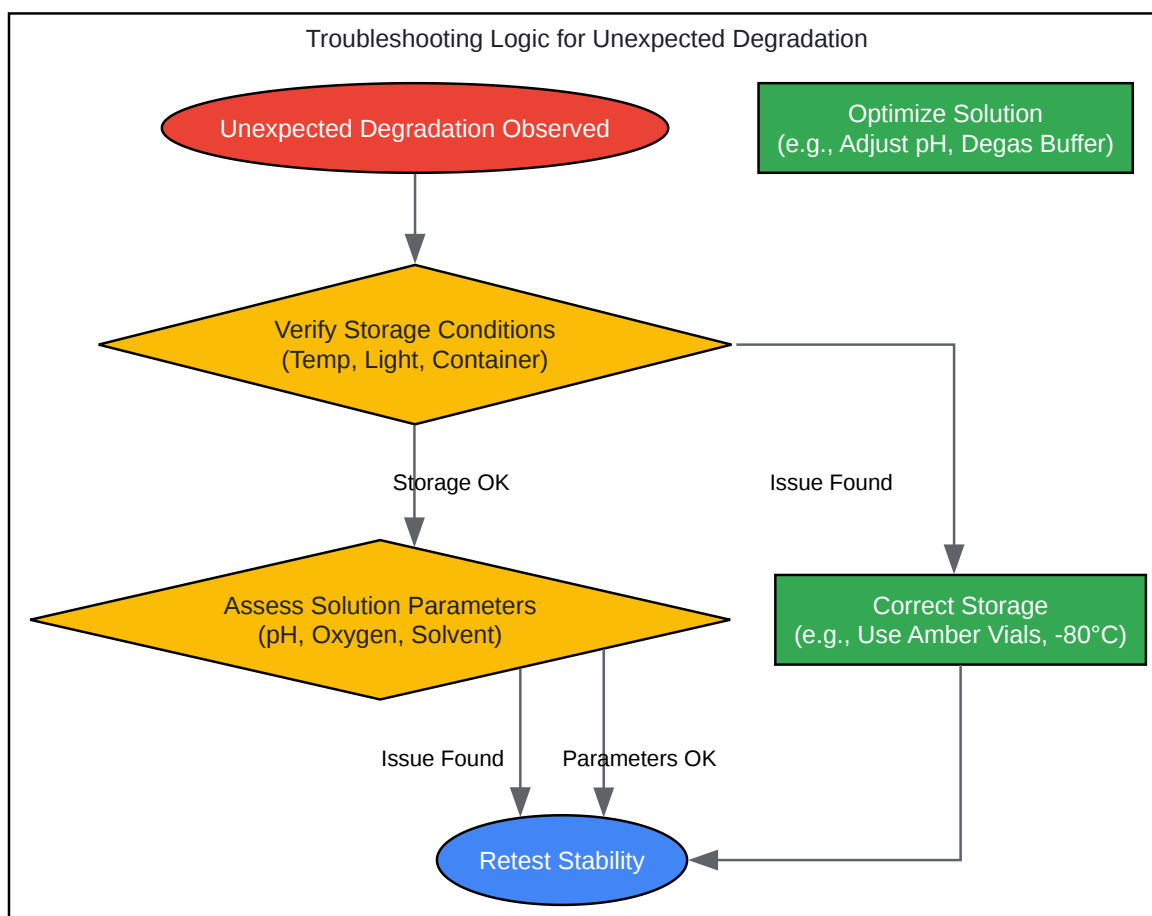 Troubleshooting Logic for Unexpected Degradation
Unexpected Degradation Observed
Optimize Solution
(e.g., Adjust pH, Degas Buffer)
Verify Storage Conditions
(Temp, Light, Container)
Storage OK
Issue Found
Assess Solution Parameters
(pH, Oxygen, Solvent)
Correct Storage
(e.g., Use Amber Vials, -80°C)
Issue Found
Parameters OK
Retest Stability